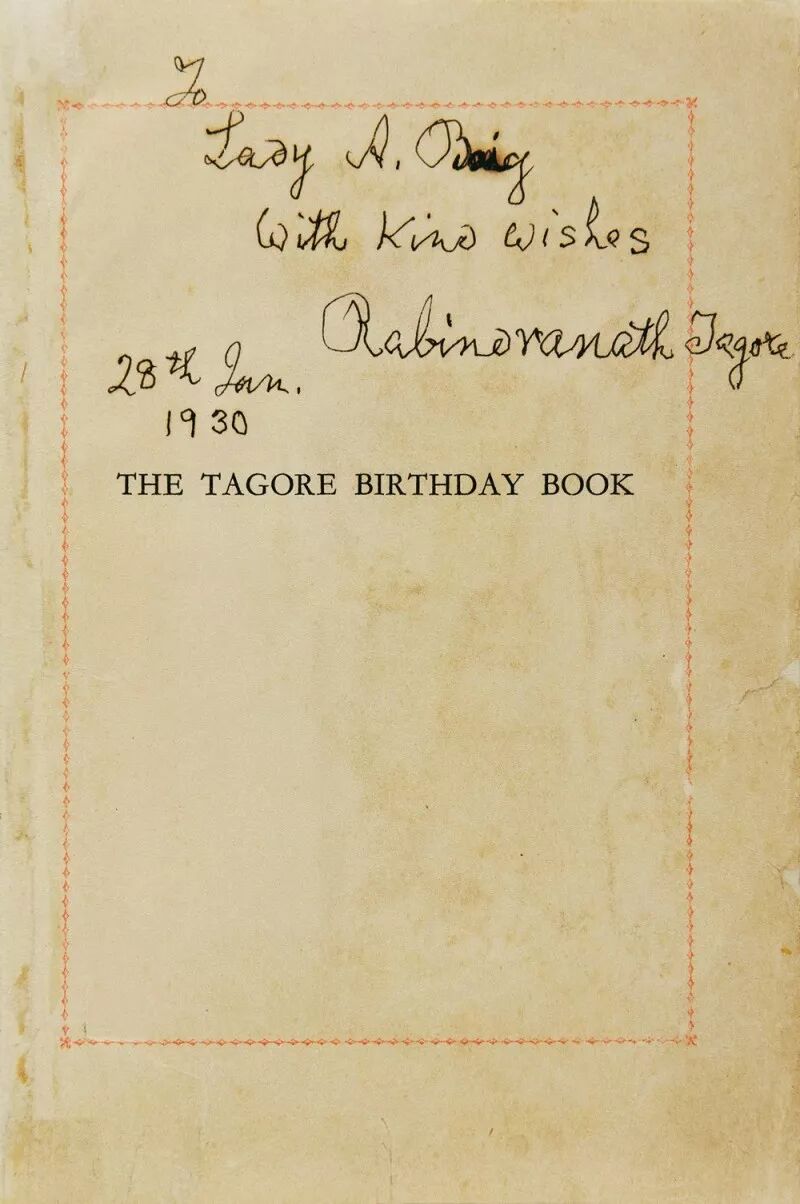 To
Lady A. Baig
With Kind wishes
Rabindranath Tagore
28th Jan.
1930
THE TAGORE BIRTHDAY BOOK